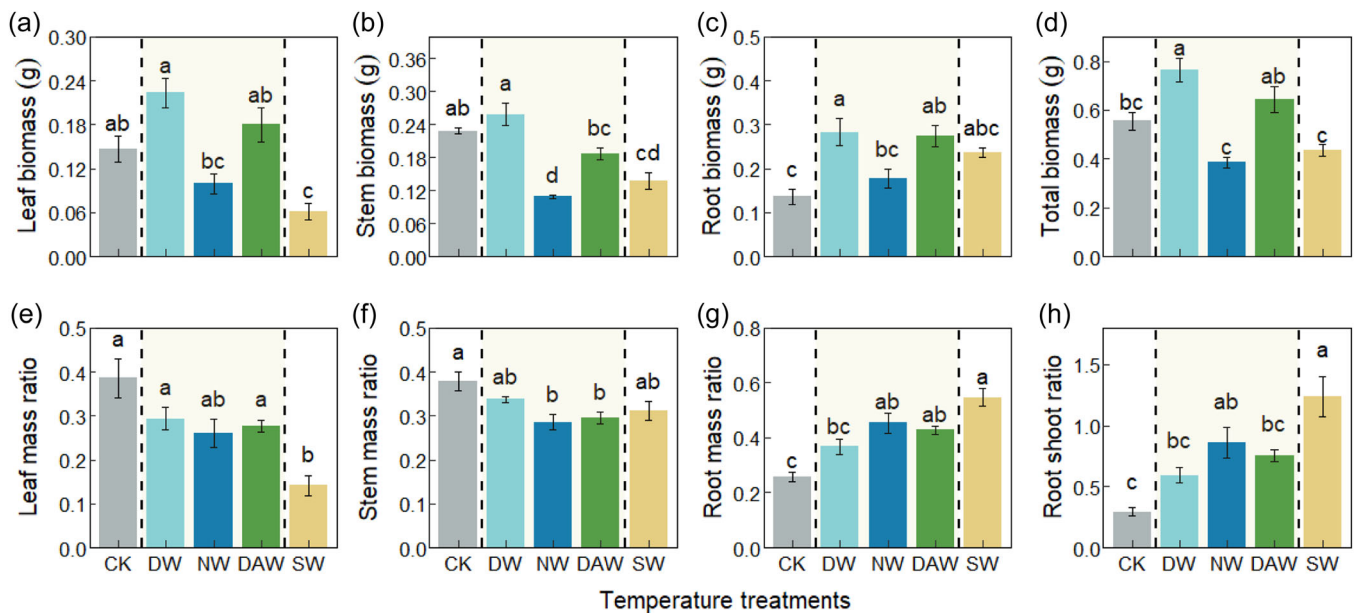 (a)
Leaf biomass (g)
0.30
0.24
0.18
0.12
0.06
0.00
ab
a
bc
ab
c
(b)
Stem biomass (g)
0.36
0.30
0.24
0.18
0.12
0.06
0.00
ab
a
d
bc
cd
(c)
Root biomass (g)
0.5
0.4
0.3
0.2
0.1
0.0
c
a
bc
ab
abc
(d)
Total biomass (g)
0.8
0.6
0.4
0.2
0.0
bc
a
c
ab
c
(e)
Leaf mass ratio
0.5
0.4
0.3
0.2
0.1
0.0
a
a
ab
a
b
CK DW NW DAW SW
(f)
Stem mass ratio
0.5
0.4
0.3
0.2
0.1
0.0
a
ab
b
b
ab
CK DW NW DAW SW
(g)
Root mass ratio
0.8
0.6
0.4
0.2
0.0
c
bc
ab
ab
a
CK DW NW DAW SW
(h)
Root shoot ratio
1.5
1.0
0.5
0.0
c
bc
ab
bc
a
CK DW NW DAW SW
Temperature treatments